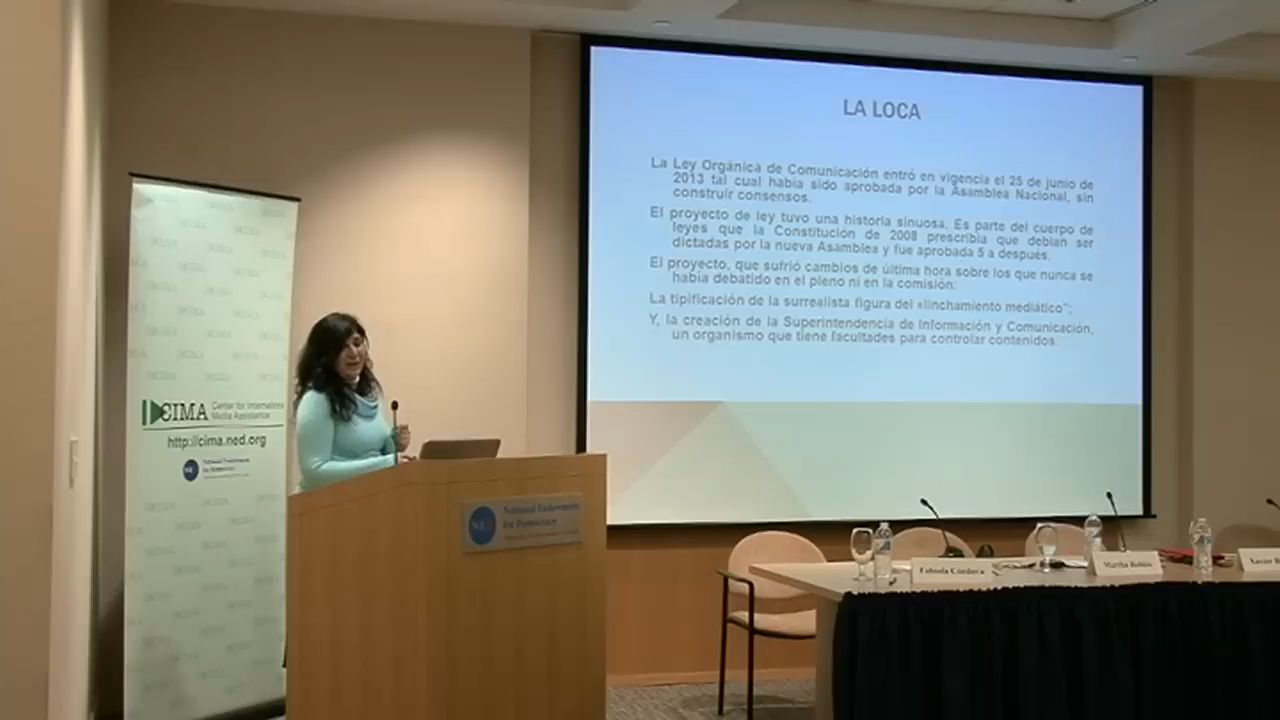 LA LOCA
La Ley Orgánica de Comunicación entró en vigencia el 25 de junio de
2013 tal cual había sido aprobada por la Asamblea Nacional, sin
construir consensos.
El proyecto de ley tuvo una historia sinuosa. Es parte del cuerpo de
leyes que la Constitución de 2008 prescribía que debían ser
dictadas por la nueva Asamblea y fue aprobada 5 a después.
El proyecto, que sufrió cambios de última hora sobre los que nunca se
había debatido en el pleno ni en la comisión:
La tipificación de la surrealista figura del «linchamiento mediático";
Y, la creación de la Superintendencia de Información y Comunicación,
un organismo que tiene facultades para controlar contenidos.
CIMA Center for International
Media Assistance
http://cima.ned.org
National Endowment
for Democracy
National Endowment
for Democracy
Fabiola Córdova
Martha Roldós
Xavier